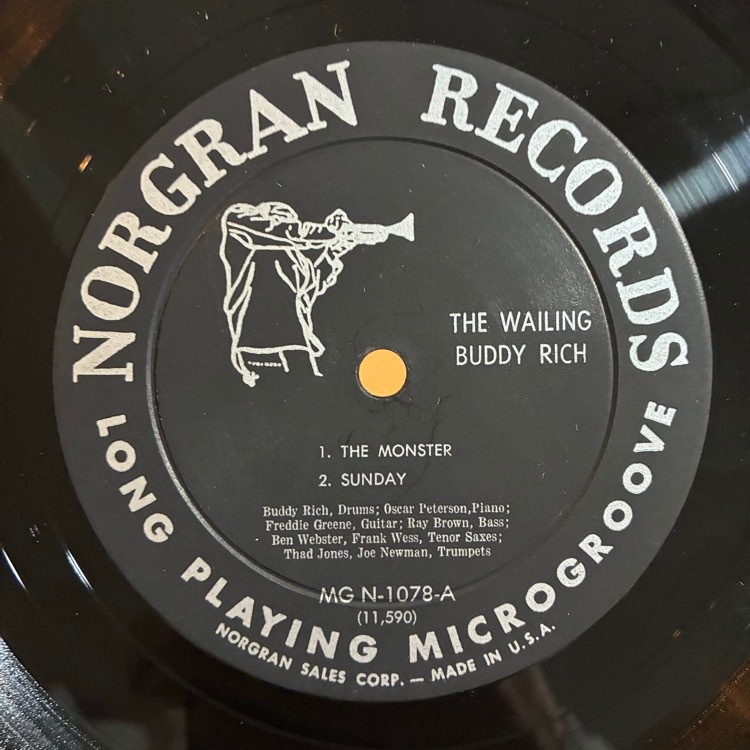 NORGRAN RECORDS
THE WAILING
BUDDY RICH
1. THE MONSTER
2. SUNDAY
Buddy Rich, Drums; Oscar Peterson,Piano;
Freddie Greene, Guitar; Ray Brown, Bass;
Ben Webster, Frank Wess, Tenor Saxes;
Thad Jones, Joe Newman, Trumpets
MG N-1078-A
(11,590)
LONG PLAYING MICROGROOVE
NORGRAN SALES CORP. — MADE IN U.S.A.